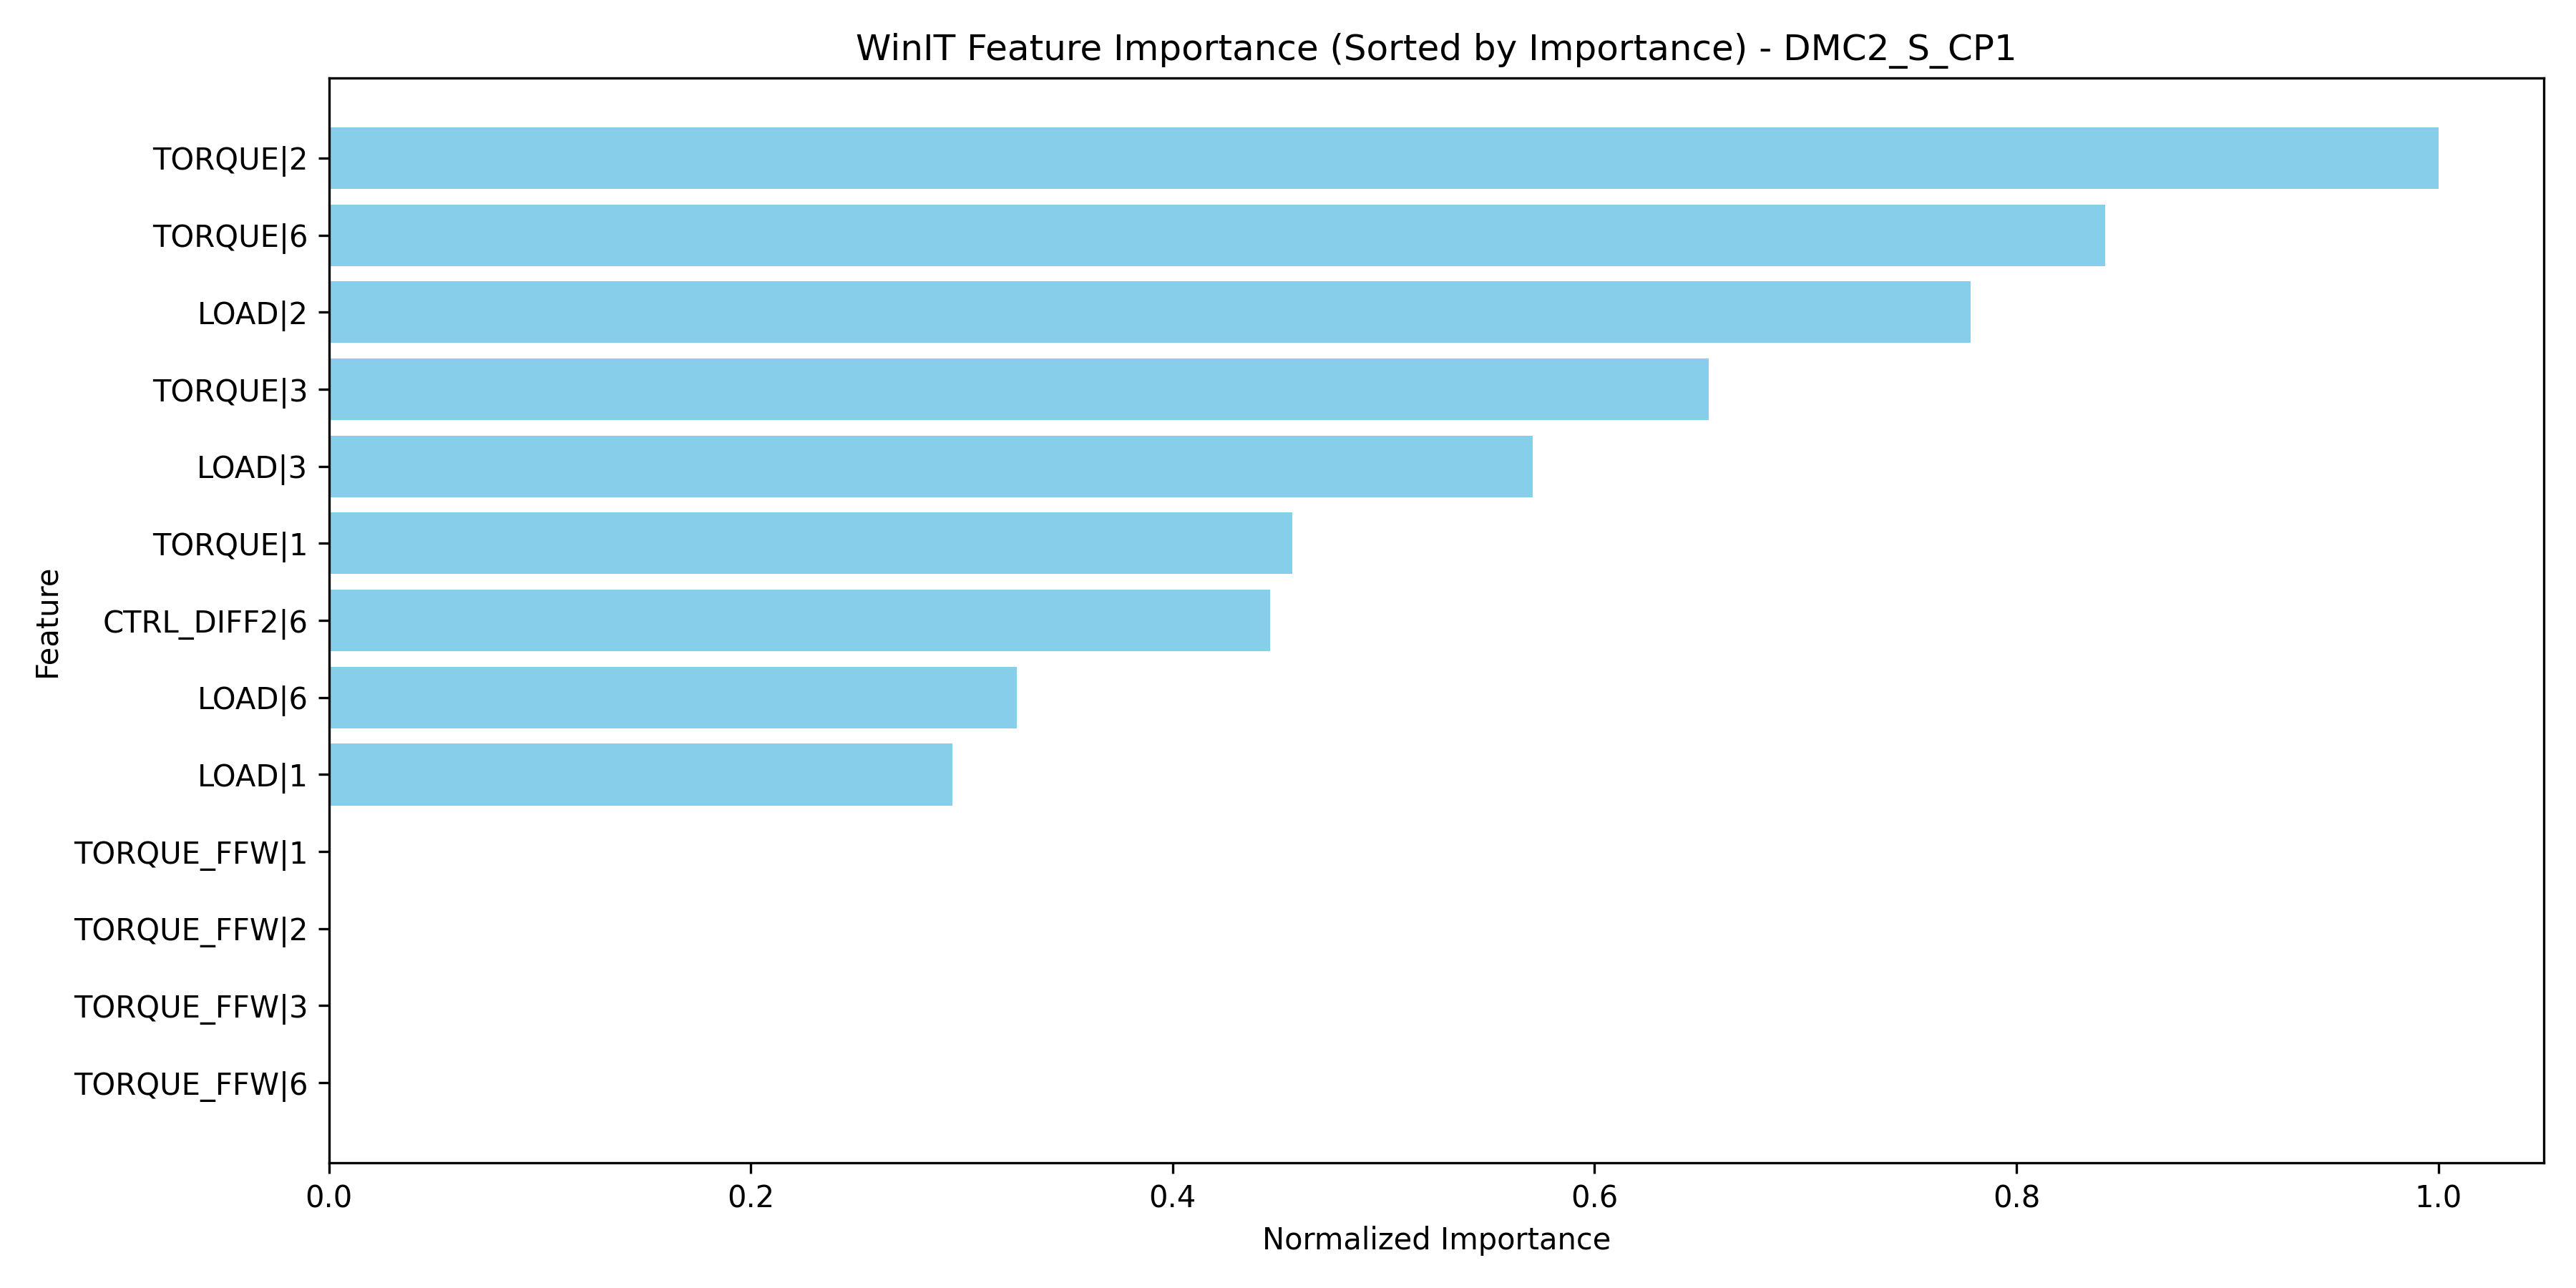 WinIT Feature Importance (Sorted by Importance) - DMC2_S_CP1
Feature
TORQUE|2
TORQUE|6
LOAD|2
TORQUE|3
LOAD|3
TORQUE|1
CTRL_DIFF2|6
LOAD|6
LOAD|1
TORQUE_FFW|1
TORQUE_FFW|2
TORQUE_FFW|3
TORQUE_FFW|6
0.0 0.2 0.4 0.6 0.8 1.0
Normalized Importance